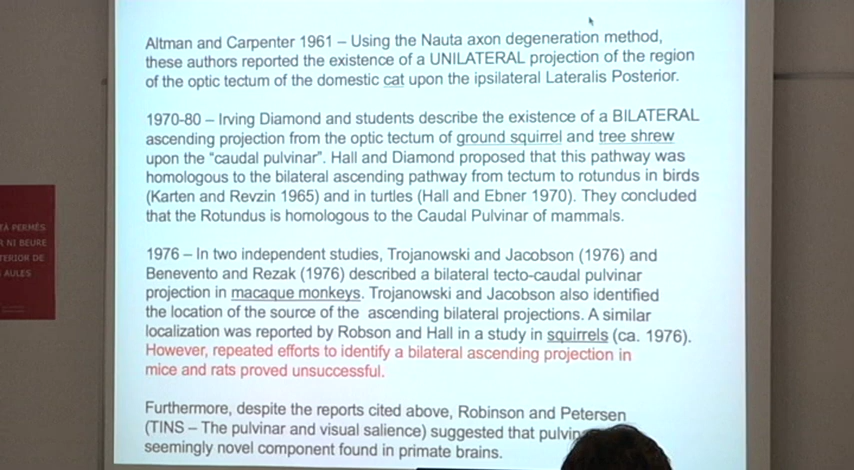 Altman and Carpenter 1961 – Using the Nauta axon degeneration method,
these authors reported the existence of a UNILATERAL projection of the region
of the optic tectum of the domestic cat upon the ipsilateral Lateralis Posterior.
1970-80 – Irving Diamond and students describe the existence of a BILATERAL
ascending projection from the optic tectum of ground squirrel and tree shrew
upon the "caudal pulvinar". Hall and Diamond proposed that this pathway was
homologous to the bilateral ascending pathway from tectum to rotundus in birds
(Karten and Revzin 1965) and in turtles (Hall and Ebner 1970). They concluded
that the Rotundus is homologous to the Caudal Pulvinar of mammals.
1976 – In two independent studies, Trojanowski and Jacobson (1976) and
Benevento and Rezak (1976) described a bilateral tecto-caudal pulvinar
projection in macaque monkeys. Trojanowski and Jacobson also identified
the location of the source of the ascending bilateral projections. A similar
localization was reported by Robson and Hall in a study in squirrels (ca. 1976).
However, repeated efforts to identify a bilateral ascending projection in
mice and rats proved unsuccessful.
Furthermore, despite the reports cited above, Robinson and Petersen
(TINS – The pulvinar and visual salience) suggested that pulvin
seemingly novel component found in primate brains.
TÀ PERMÈS
R NI BEURE
TERIOR DE
AULES